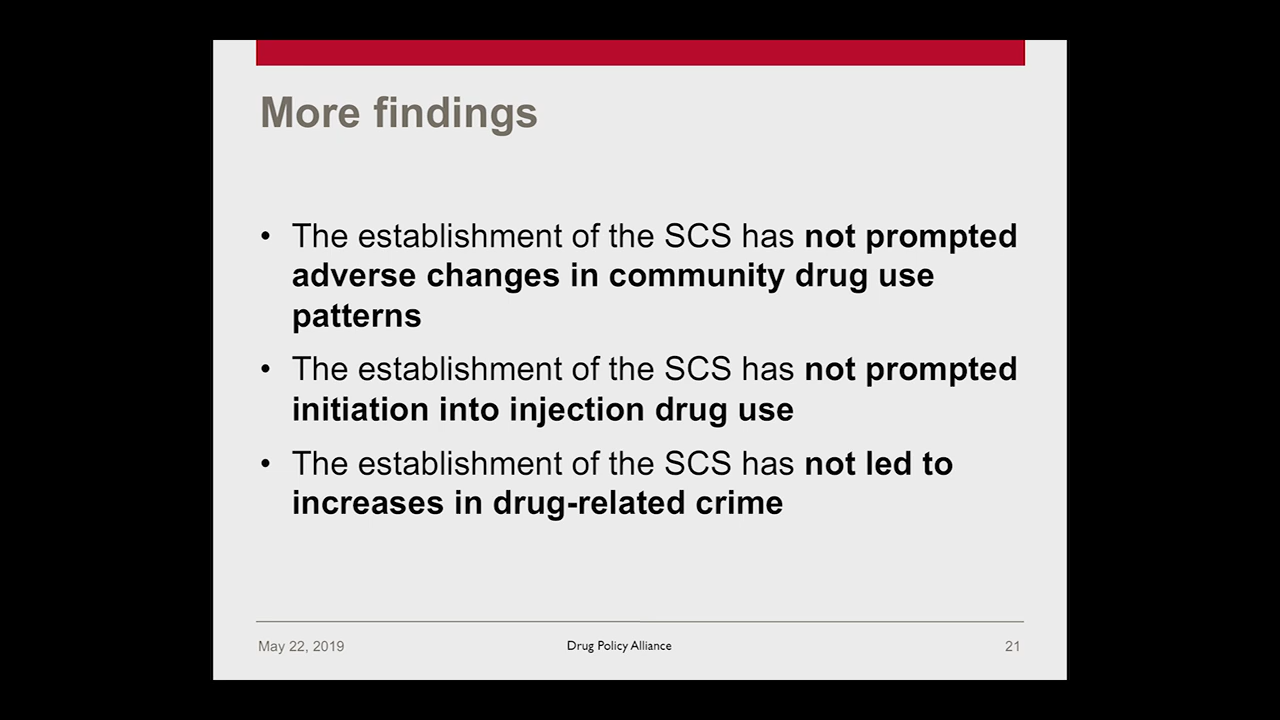 More findings
• The establishment of the SCS has not prompted
adverse changes in community drug use
patterns
• The establishment of the SCS has not prompted
initiation into injection drug use
• The establishment of the SCS has not led to
increases in drug-related crime
May 22, 2019
Drug Policy Alliance
21